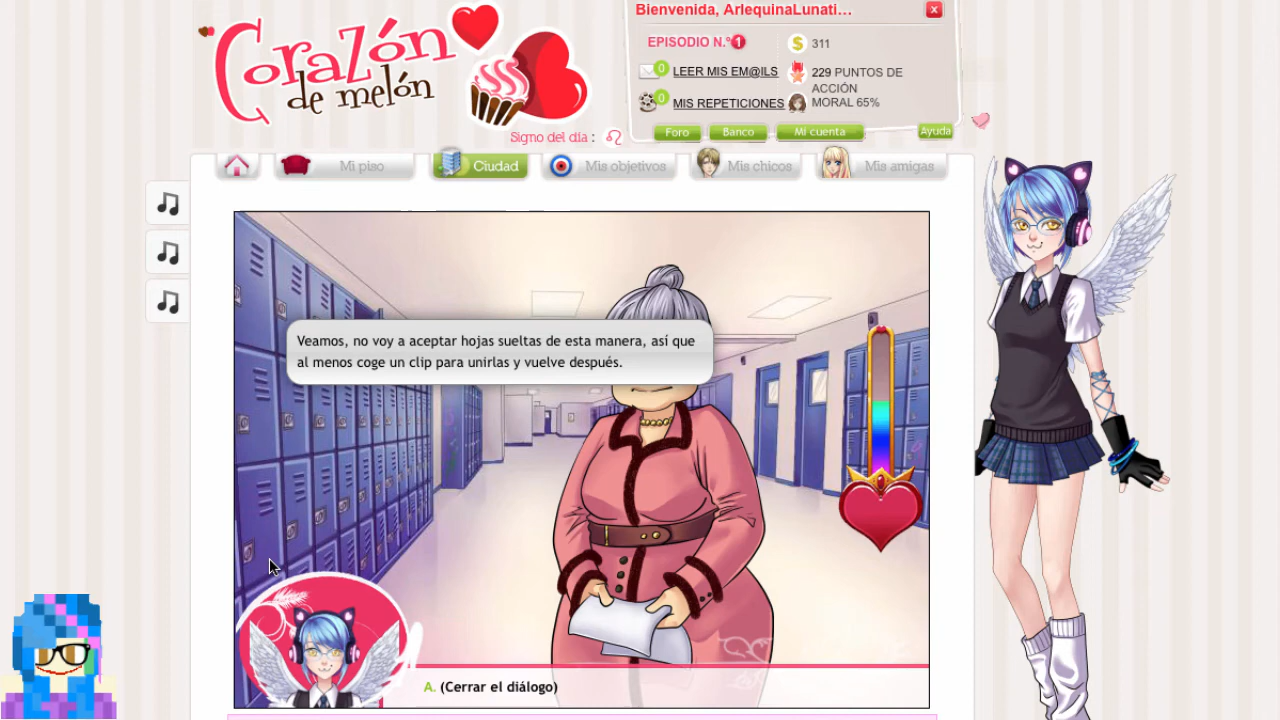 Corazón
de melón
Signo del día :
Bienvenida, ArlequinaLunati...
EPISODIO N.º 1
311
0 LEER MIS EM@ILS
229 PUNTOS DE
ACCIÓN
0 MIS REPETICIONES
MORAL 65%
Foro
Banco
Mi cuenta
Ayuda
Mi piso
Ciudad
Mis objetivos
Mis chicos
Mis amigas
Veamos, no voy a aceptar hojas sueltas de esta manera, así que
al menos coge un clip para unirlas y vuelve después.
A. (Cerrar el diálogo)